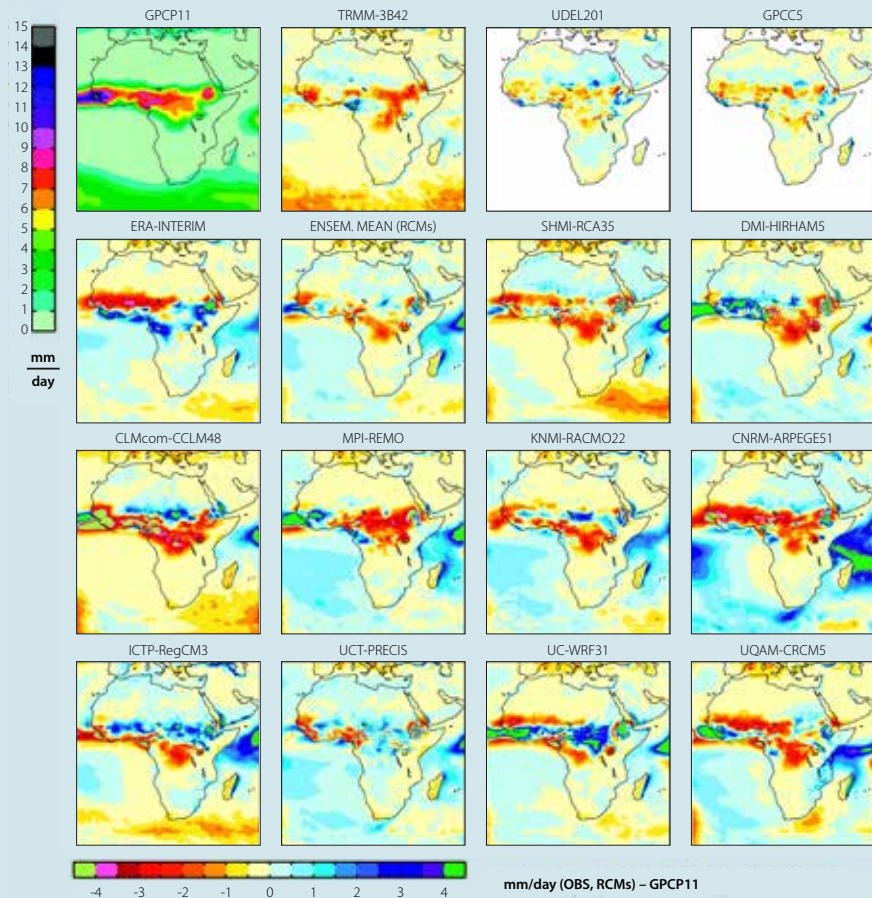 GPCP11 TRMM-3B42 UDEL201 GPCC5
15
14
13
12
11
10
9
8
7
6
5
4
3
2
1
0
mm
day
ERA-INTERIM ENSEM. MEAN (RCMs) SHMI-RCA35 DMI-HIRHAM5
CLMcom-CCLM48 MPI-REMO KNMI-RACMO22 CNRM-ARPEGE51
ICTP-RegCM3 UCT-PRECIS UC-WRF31 UQAM-CRCM5
-4 -3 -2 -1 0 1 2 3 4
mm/day (OBS, RCMs) – GPCP11